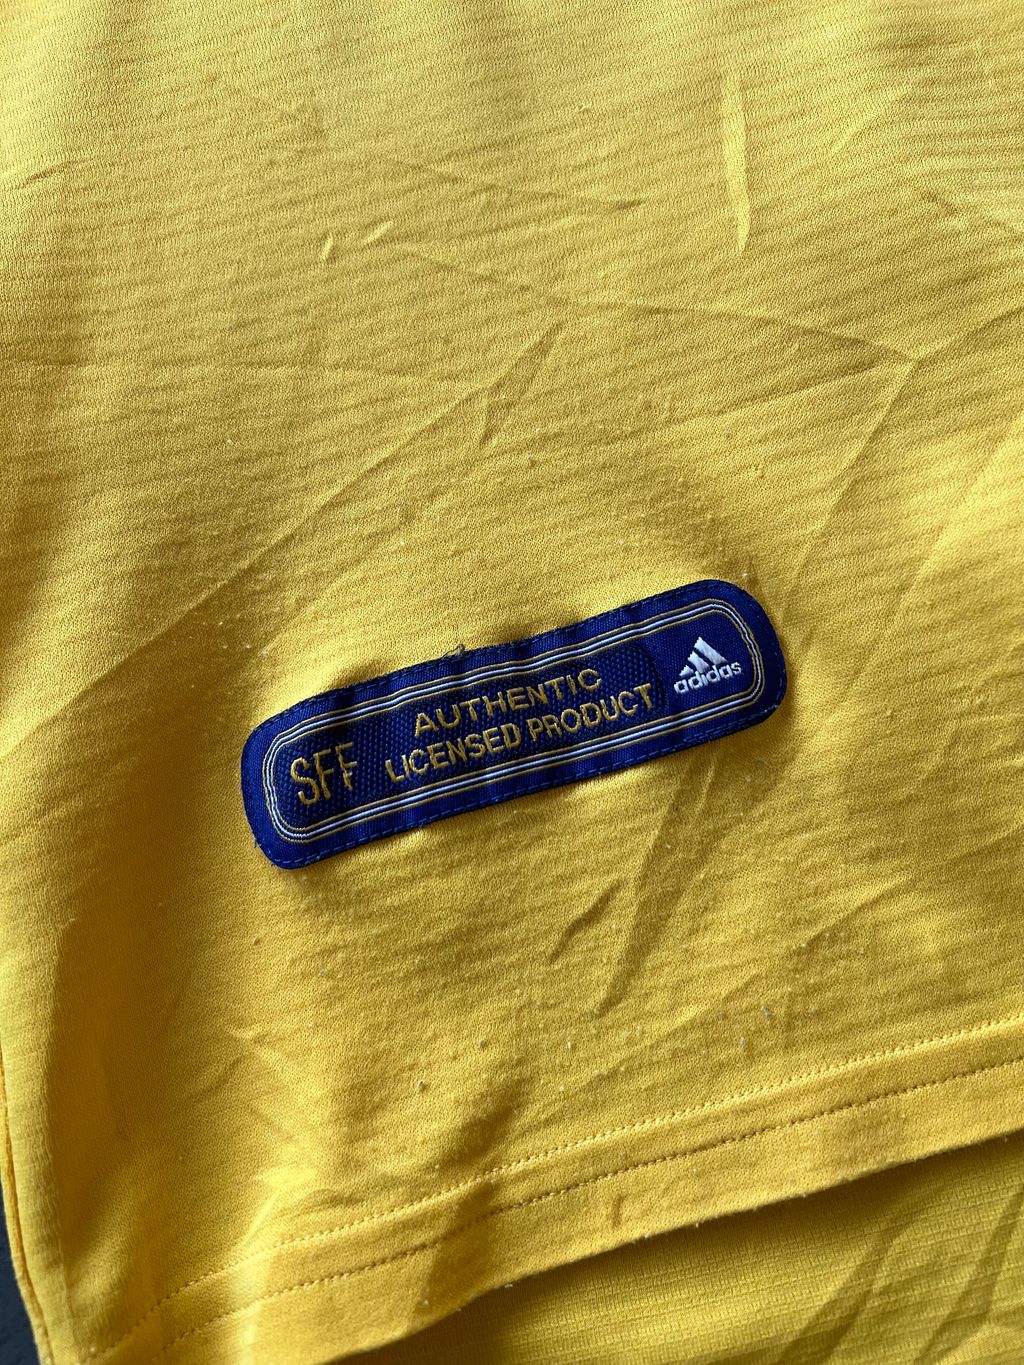 SFF
AUTHENTIC
LICENSED PRODUCT
adidas